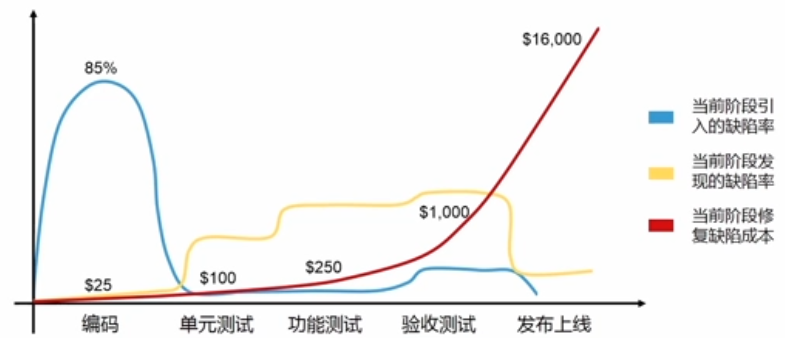 $16,000
85%
当前阶段引
入的缺陷率
当前阶段发
现的缺陷率
$1,000
当前阶段修
复缺陷成本
$25
$100
$250
编码
单元测试
功能测试
验收测试
发布上线